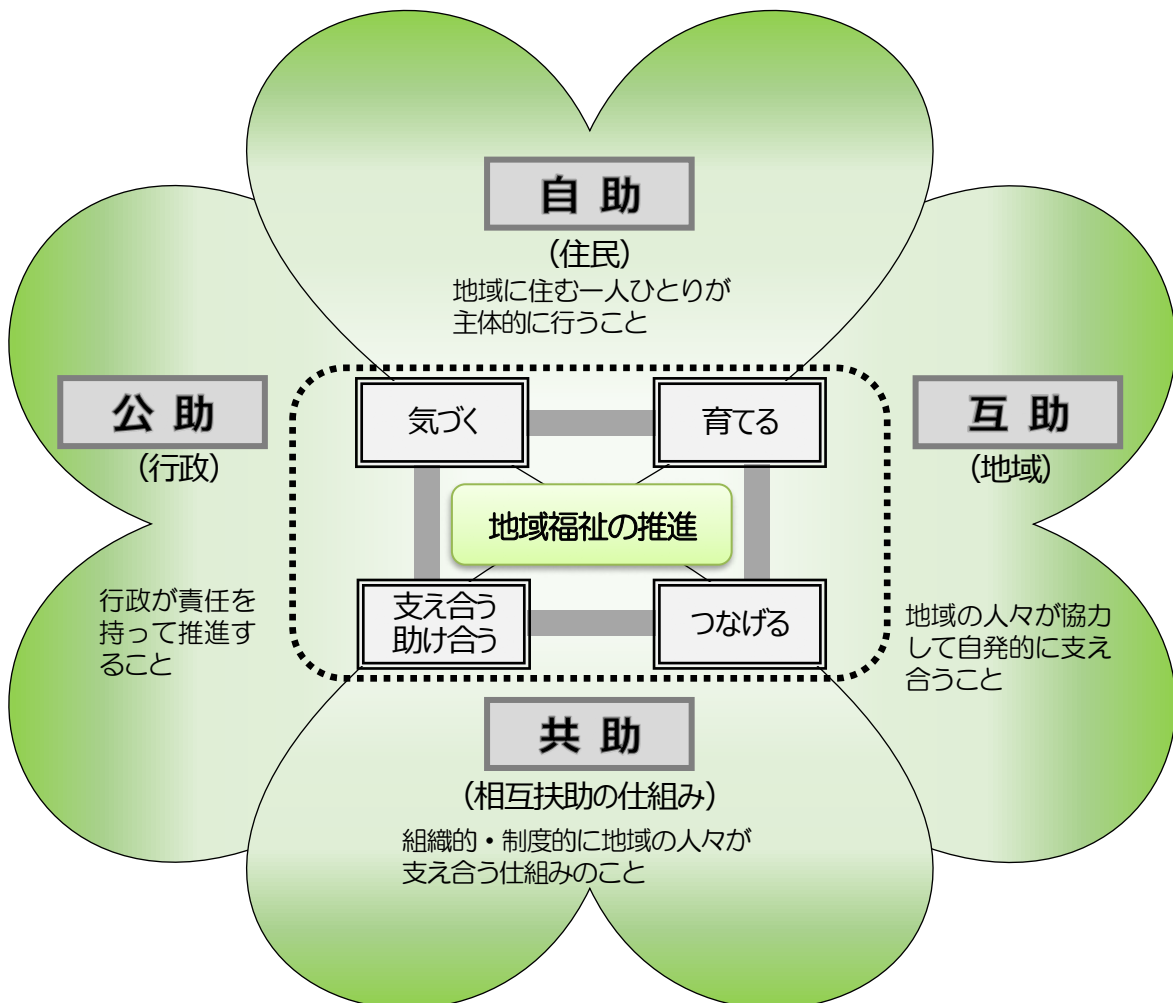 自 助
(住民)
地域に住む一人ひとりが
主体的に行うこと
公 助
(行政)
行政が責任を
持って推進す
ること
気づく
育てる
地域福祉の推進
支え合う
助け合う
つなげる
互 助
(地域)
地域の人々が協力
して自発的に支え
合うこと
共 助
(相互扶助の仕組み)
組織的・制度的に地域の人々が
支え合う仕組みのこと